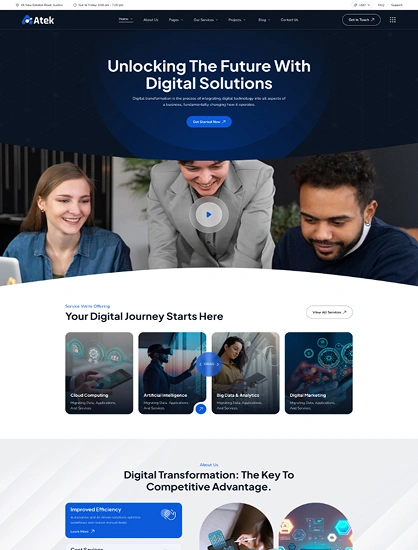 Atek
Home
About Us
Pages
Our Services
Projects
Blog
Contact Us
Get In Touch
FAQ
Support
Unlocking The Future With
Digital Solutions
Digital transformation is the process of integrating digital technology into all aspects of
a business, fundamentally changing how it operates.
Get Started Now
Service We're Offering
Your Digital Journey Starts Here
View All Services
Cloud Computing
Migrating Data, Applications,
And Services.
Artificial Intelligence
Migrating Data, Applications,
And Services.
Big Data & Analytics
Migrating Data, Applications,
And Services.
Digital Marketing
Migrating Data, Applications,
And Services.
About Us
Digital Transformation: The Key To
Competitive Advantage.
Improved Efficiency
Learn More
Cost Savings